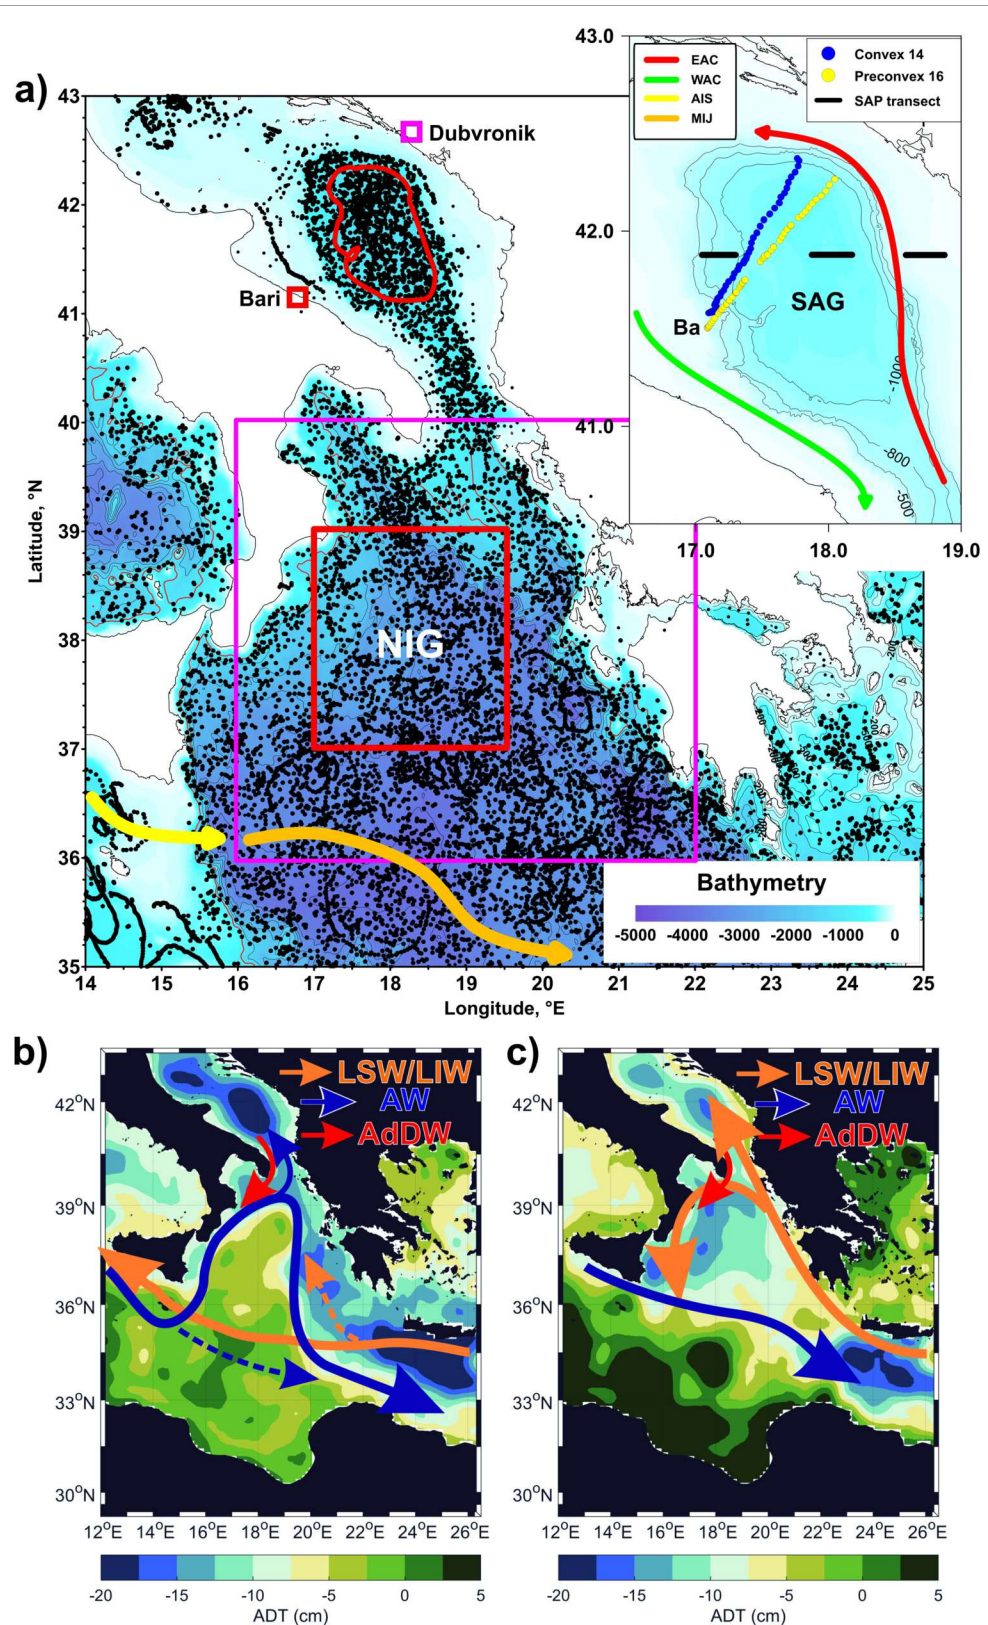 a)
43
42
41
40
39
38
37
36
35
Latitude, °N
14 15 16 17 18 19 20 21 22 23 24 25
Longitude, °E
Dubvronik
Bari
NIG
Bathymetry
-5000 -4000 -3000 -2000 -1000 0
43.0
42.0
41.0
17.0 18.0 19.0
EAC
WAC
AIS
MIJ
Convex 14
Preconvex 16
SAP transect
SAG
Ba
-1000
-800
-500
-200
b)
LSW/LIW
AW
AdDW
42°N
39°N
36°N
33°N
30°N
12°E 14°E 16°E 18°E 20°E 22°E 24°E 26°E
-20 -15 -10 -5 0 5
ADT (cm)
c)
LSW/LIW
AW
AdDW
42°N
39°N
36°N
33°N
30°N
12°E 14°E 16°E 18°E 20°E 22°E 24°E 26°E
-20 -15 -10 -5 0 5
ADT (cm)